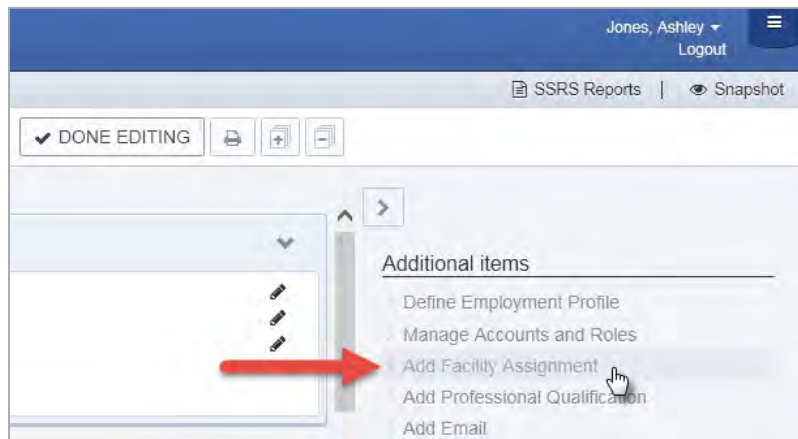 Jones, Ashley
Logout
SSRS Reports | Snapshot
DONE EDITING
Additional items
Define Employment Profile
Manage Accounts and Roles
Add Facility Assignment
Add Professional Qualification
Add Email